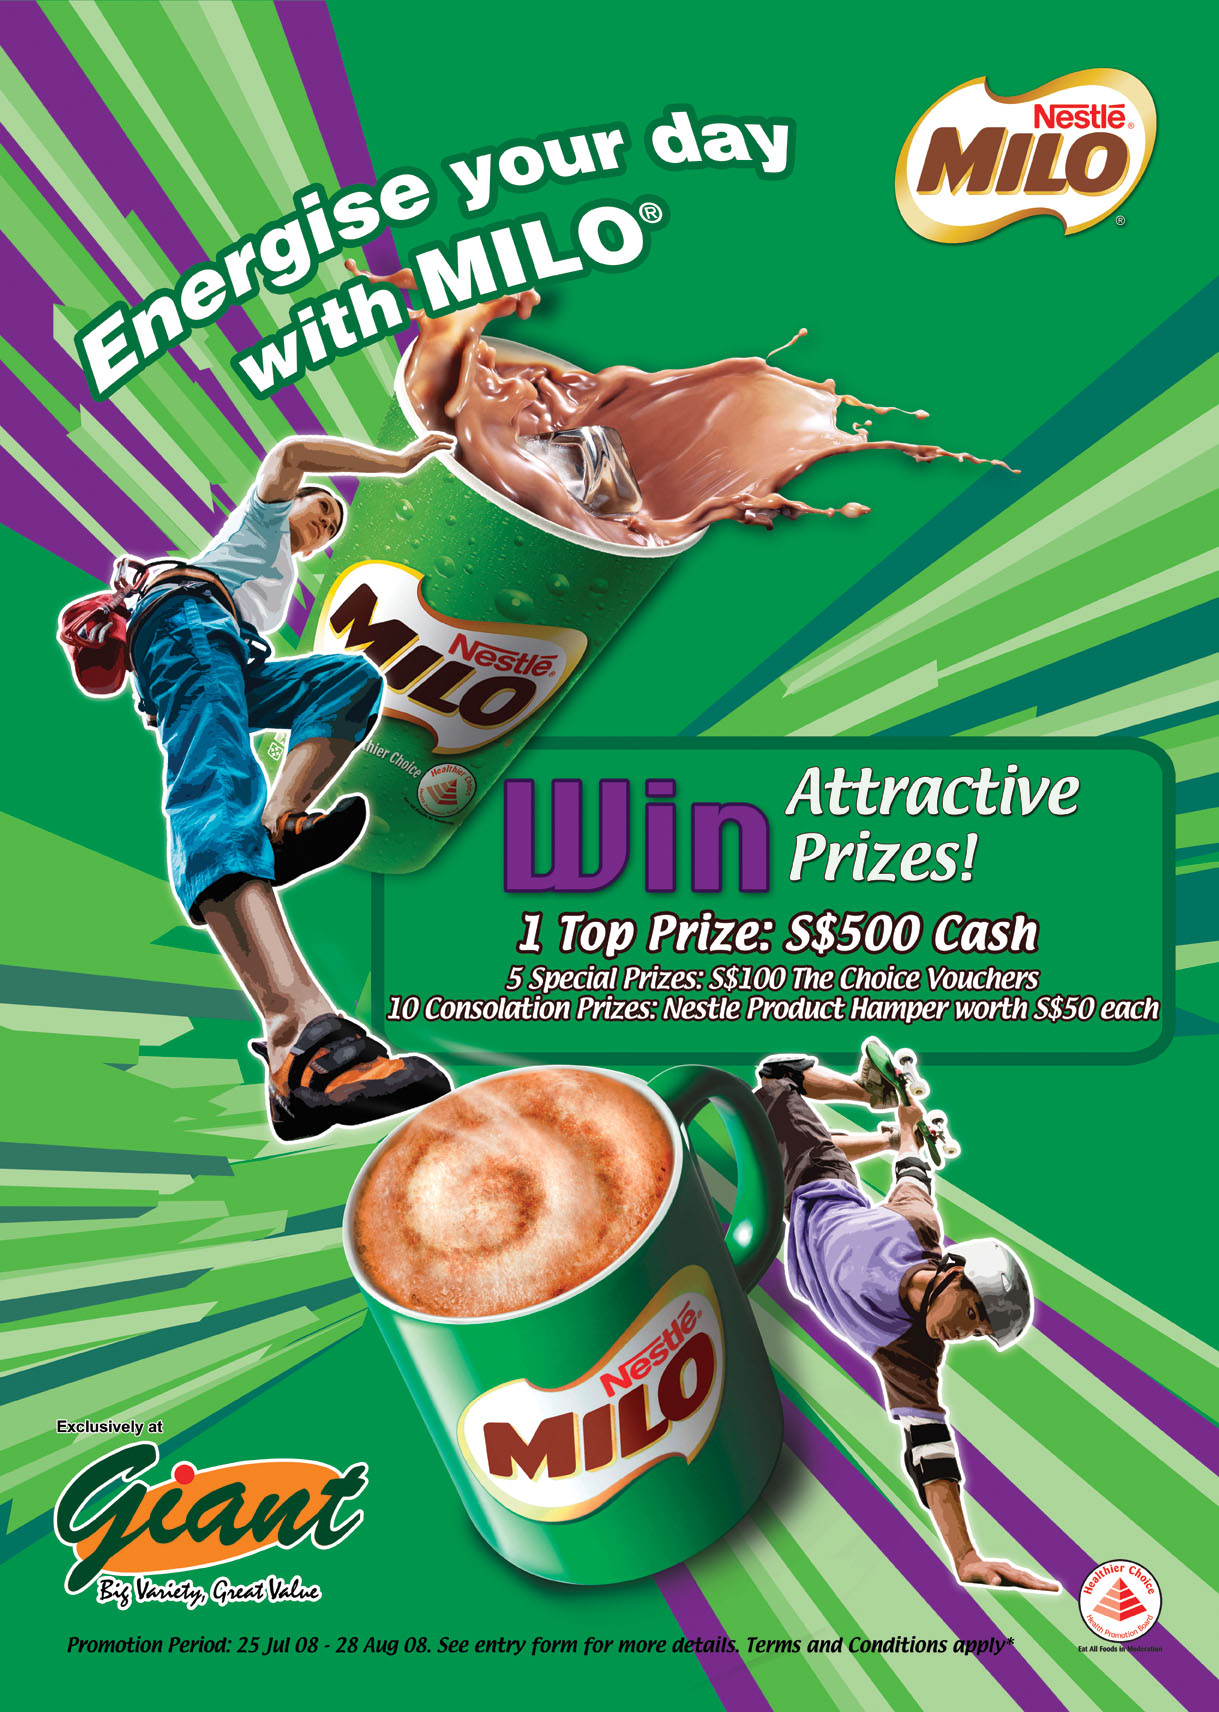 Energise your day
with MILO®
Nestlé®
MILO
®
Nestlé®
MILO
hier Choice
Healthier Choice
Win
Attractive
Prizes!
1 Top Prize: S$500 Cash
5 Special Prizes: S$100 The Choice Vouchers
10 Consolation Prizes: Nestle Product Hamper worth S$50 each
Nestlé®
MILO
Exclusively at
Giant
Big Variety, Great Value
Healthier Choice
Health Promotion Board
Eat All Foods in Moderation
Promotion Period: 25 Jul 08 - 28 Aug 08. See entry form for more details. Terms and Conditions apply*